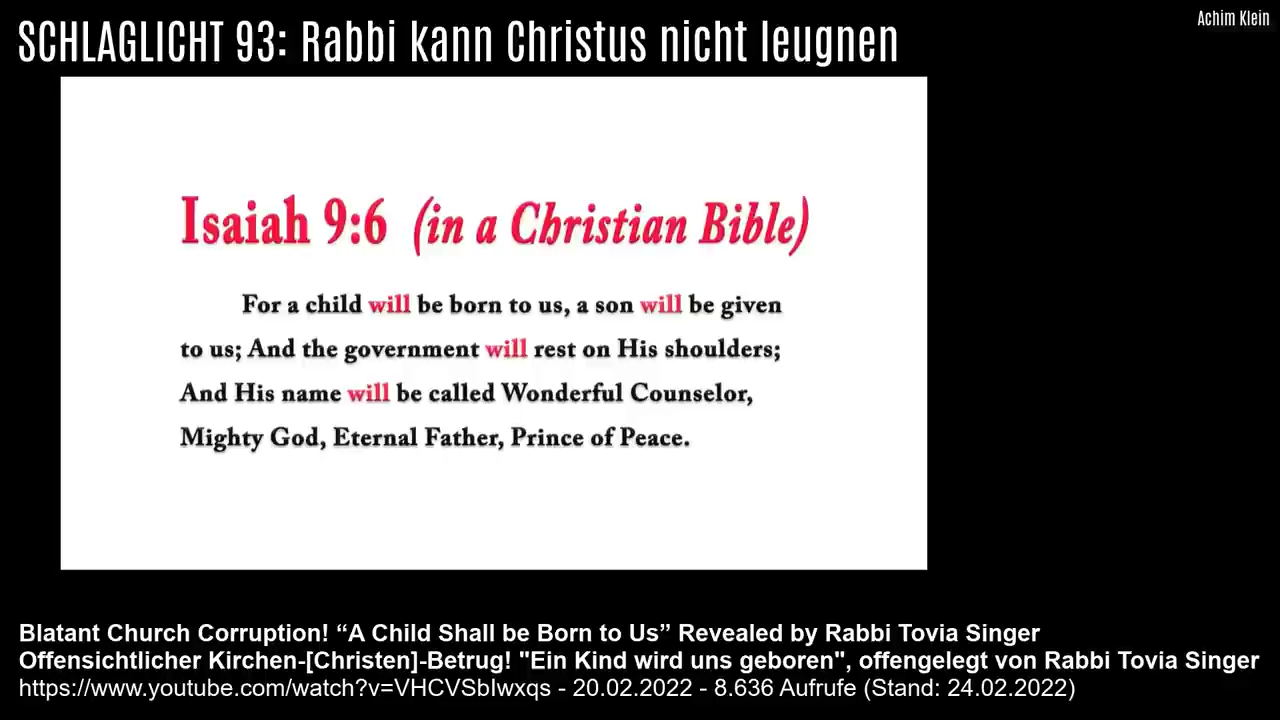 Achim Klein
SCHLAGLICHT 93: Rabbi kann Christus nicht leugnen
Isaiah 9:6 (in a Christian Bible)
For a child will be born to us, a son will be given
to us; And the government will rest on His shoulders;
And His name will be called Wonderful Counselor,
Mighty God, Eternal Father, Prince of Peace.
Blatant Church Corruption! “A Child Shall be Born to Us” Revealed by Rabbi Tovia Singer
Offensichtlicher Kirchen-[Christen]-Betrug! "Ein Kind wird uns geboren", offengelegt von Rabbi Tovia Singer
https://www.youtube.com/watch?v=VHCVSbIwxqs - 20.02.2022 - 8.636 Aufrufe (Stand: 24.02.2022)